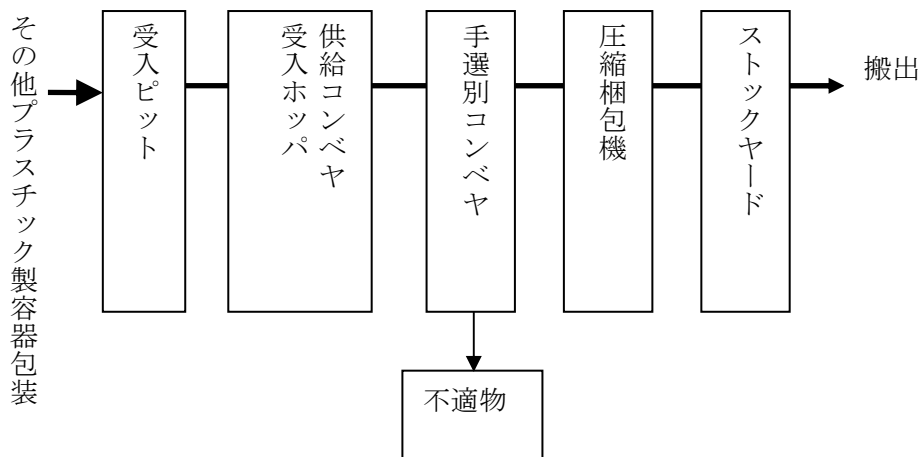 その他プラスチック製容器包装
受入ピット
供給コンベヤ
受入ホッパ
手選別コンベヤ
圧縮梱包機
ストックヤード
搬出
不適物